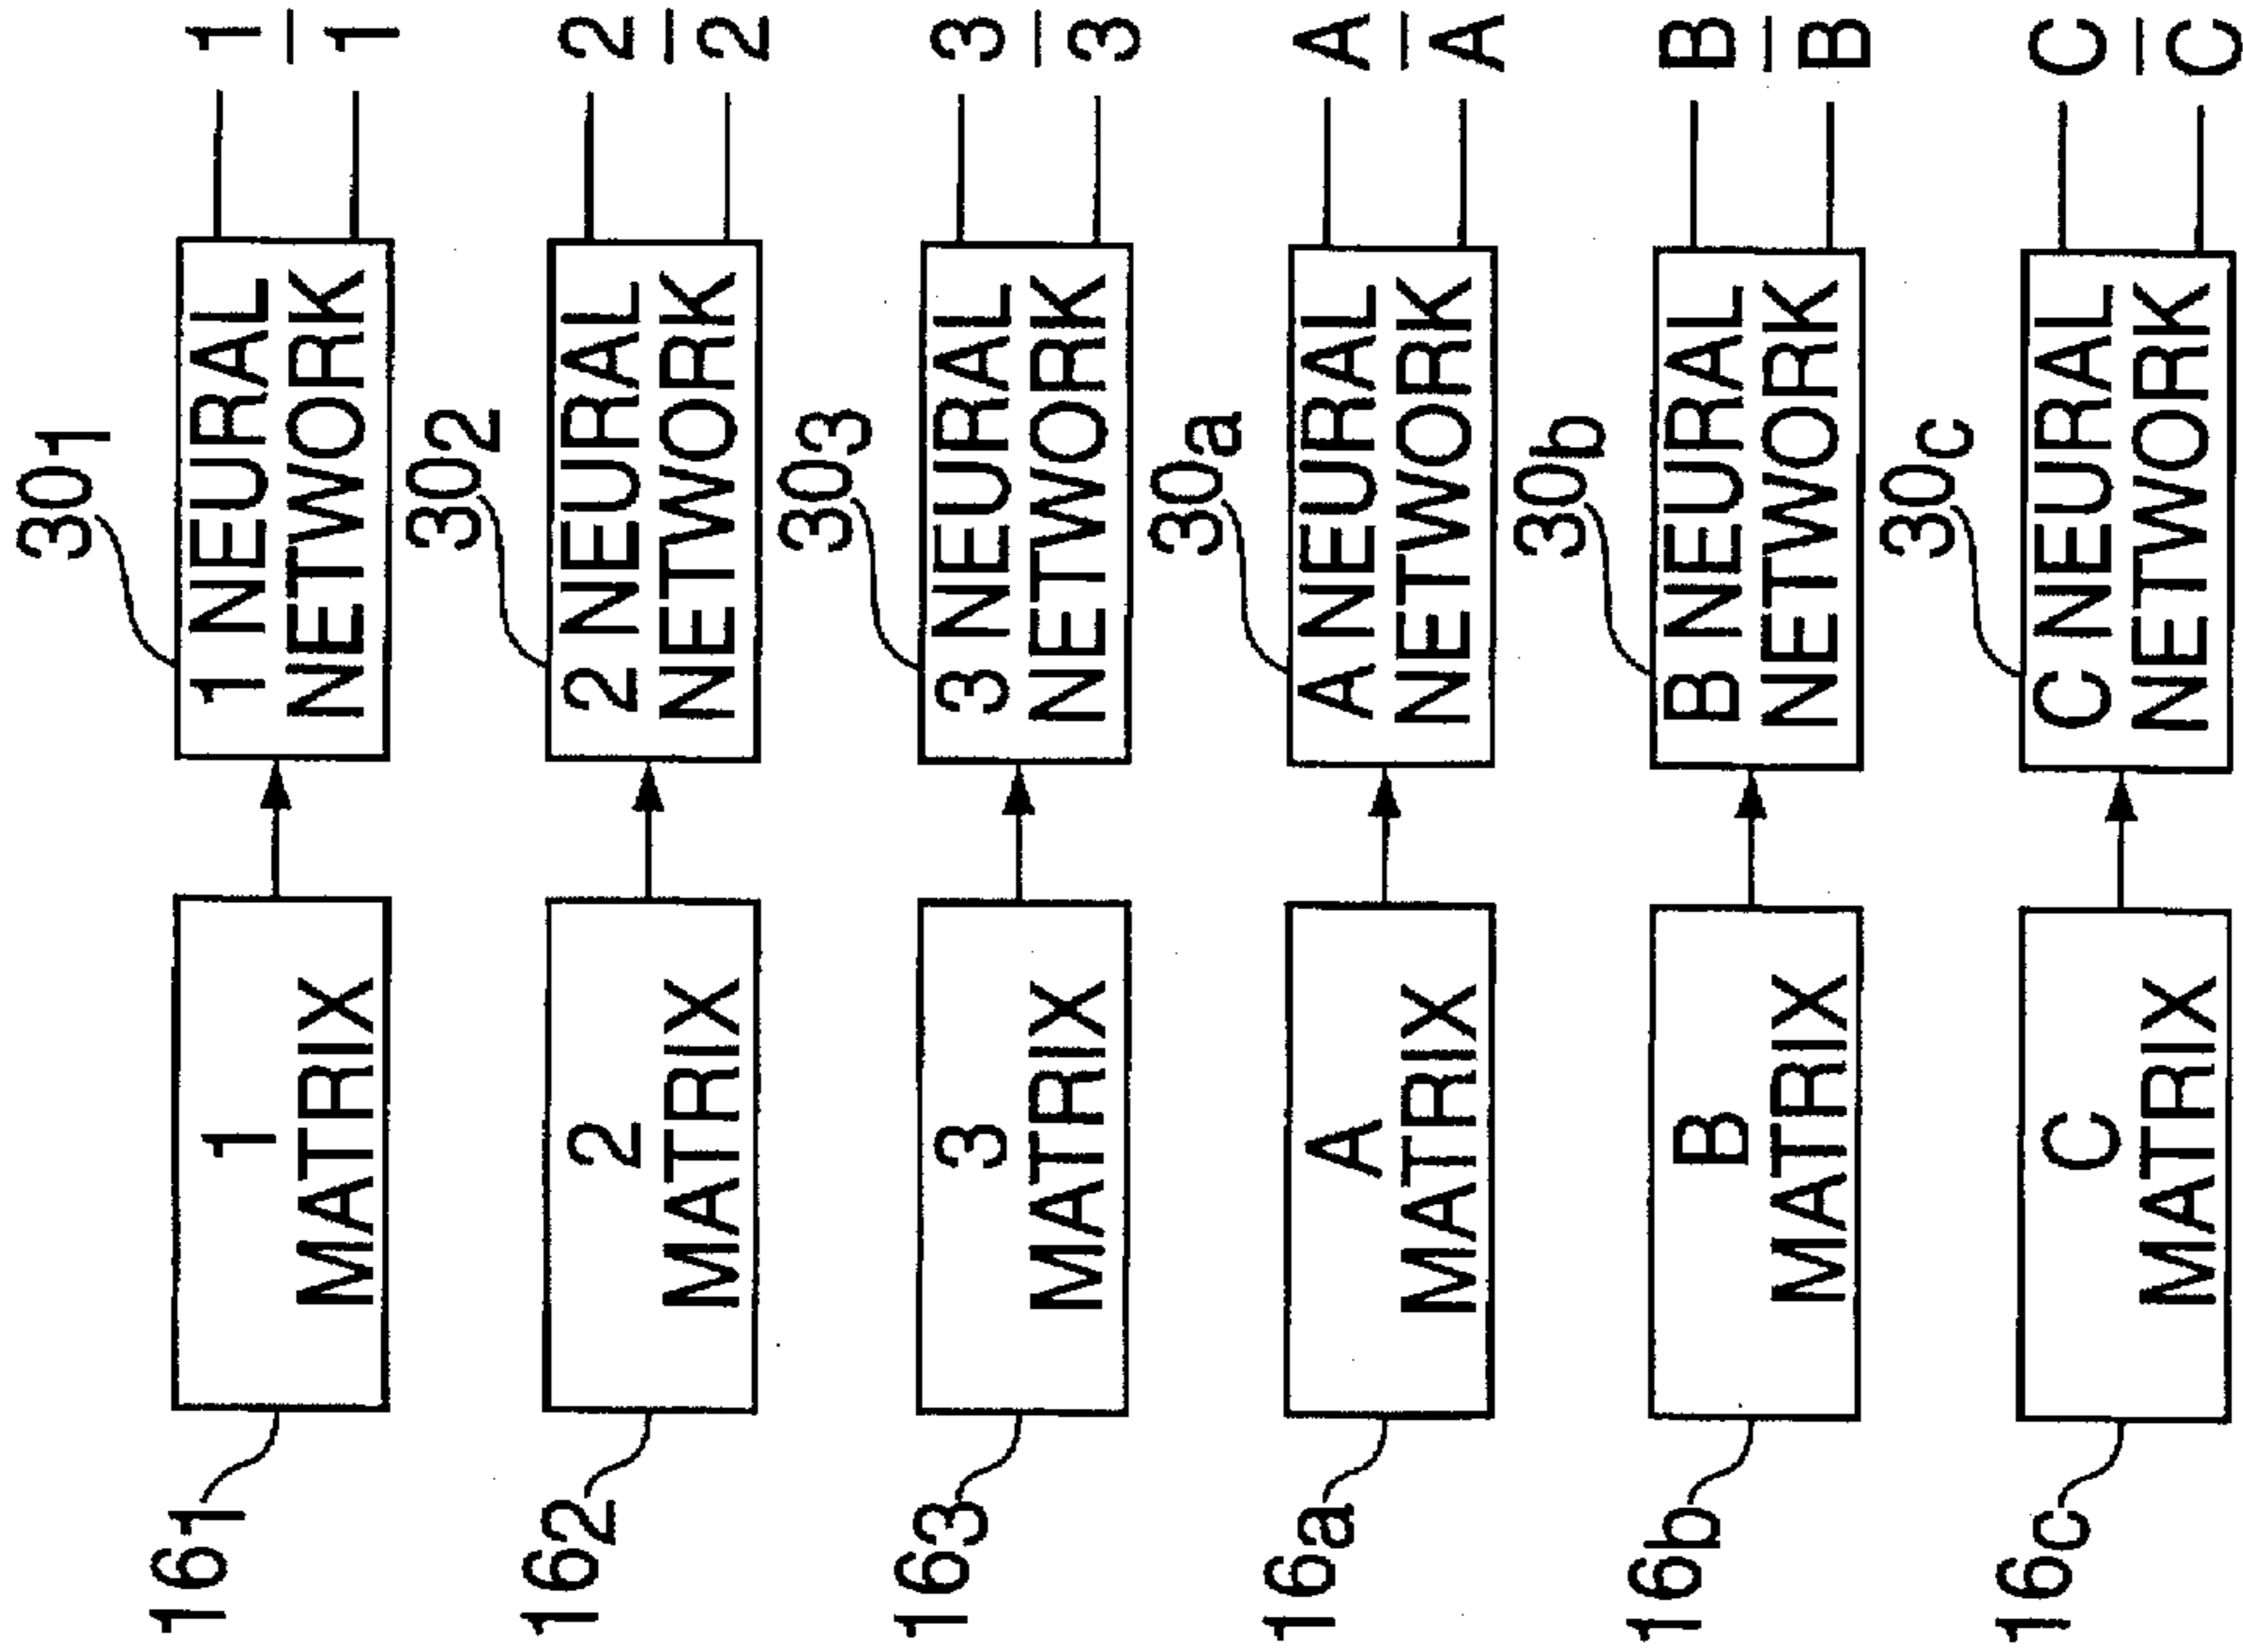 30₁
1 NEURAL
NETWORK
1
1̅
16₁
1
MATRIX
30₂
2 NEURAL
NETWORK
2
2̅
16₂
2
MATRIX
30₃
3 NEURAL
NETWORK
3
3̅
16₃
3
MATRIX
30a
A NEURAL
NETWORK
A
A̅
16a
A
MATRIX
30b
B NEURAL
NETWORK
B
B̅
16b
B
MATRIX
30c
C NEURAL
NETWORK
C
C̅
16c
C
MATRIX